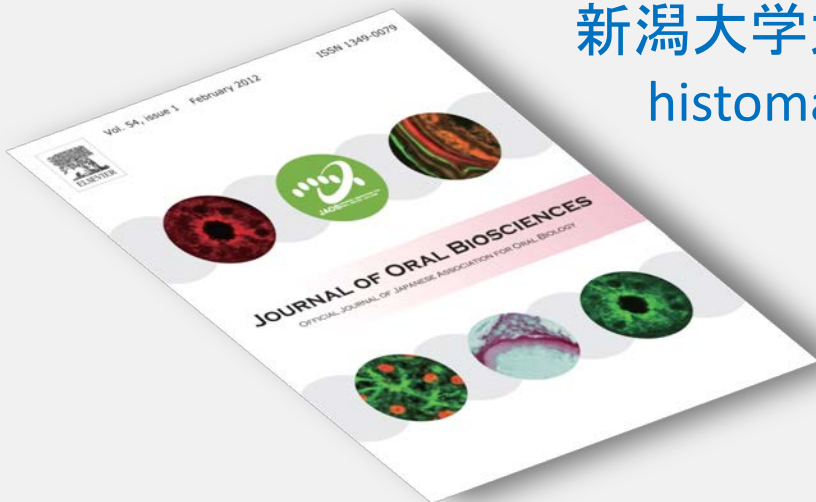 新潟大学
histoma
Vol. 54, issue 1 February 2012
ISSN 1349-0079
ELSEVIER
JAOB
JOURNAL OF ORAL BIOSCIENCES
OFFICIAL JOURNAL OF JAPANESE ASSOCIATION FOR ORAL BIOLOGY